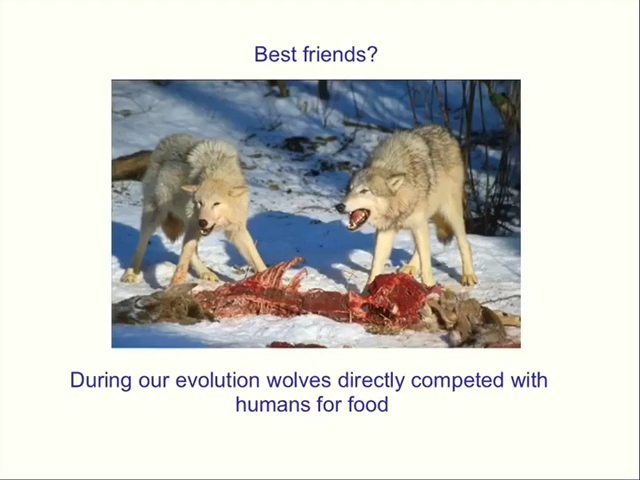 Best friends?
During our evolution wolves directly competed with
humans for food